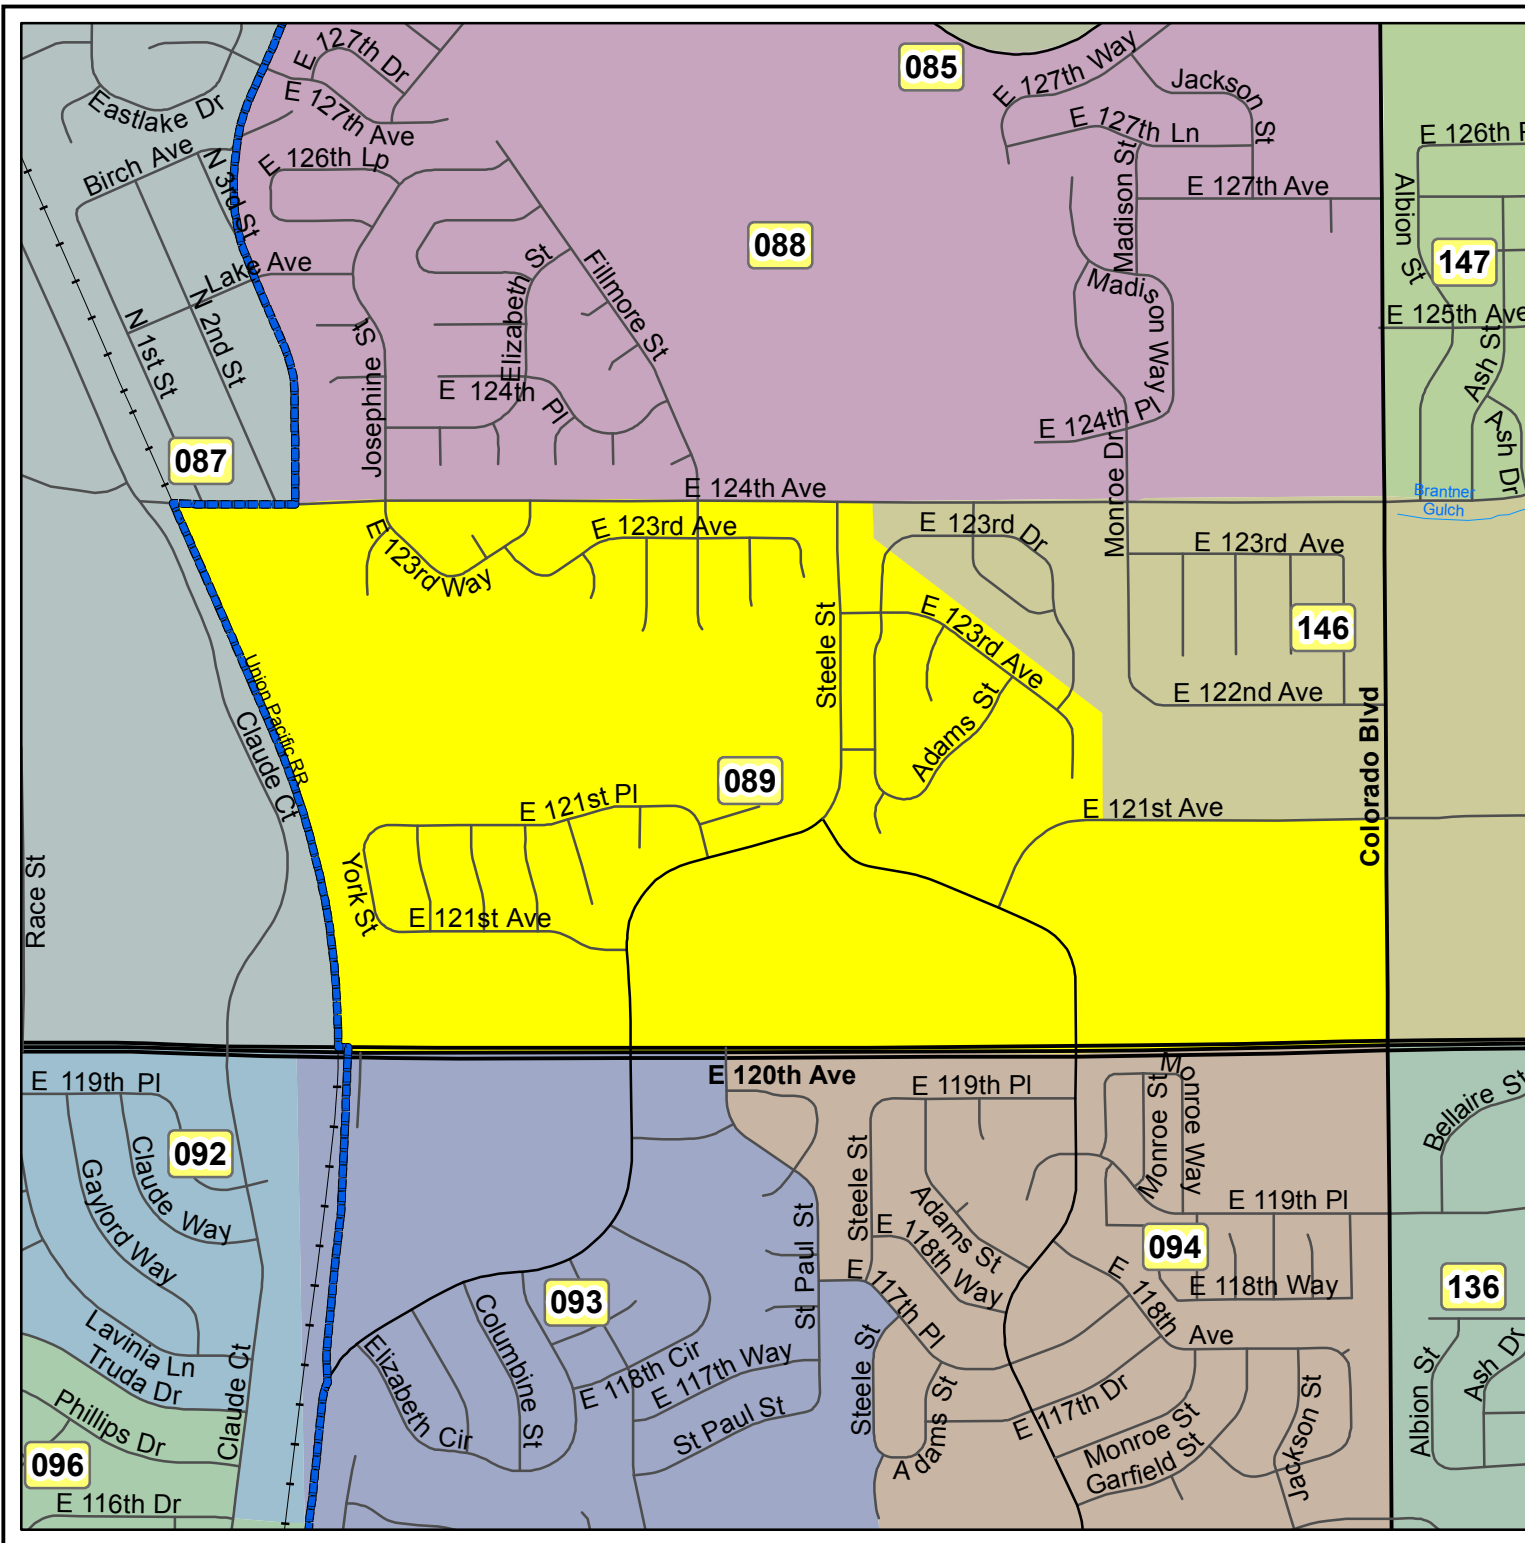 E 127th Dr
085
E 127th Way
Jackson St
Eastlake Dr
E 127th Ave
E 127th Ln
E 126th
Birch Ave
N 3rd St
E 126th Lp
Madison St
E 127th Ave
Albion St
088
147
Lake Ave
Elizabeth St
Fillmore St
Madison Way
N 1st St
N 2nd St
Josephine St
E 125th Ave
Ash St
E 124th Pl
E 124th Pl
Ash Dr
087
Monroe Dr
E 124th Ave
Brantner
Gulch
E 123rd Way
E 123rd Ave
E 123rd Dr
E 123rd Ave
146
Steele St
E 123rd Ave
E 122nd Ave
Union Pacific RR
Claude Ct
Adams St
Colorado Blvd
089
E 121st Pl
E 121st Ave
Race St
York St
E 121st Ave
E 120th Ave
E 119th Pl
E 119th Pl
Monroe St
Monroe Way
Bellaire St
092
Claude Way
Gaylord Way
Steele St
Adams St
E 119th Pl
St Paul St
E 118th Way
094
E 117th Pl
E 118th Ave
E 118th Way
136
093
Columbine St
Lavinia Ln
Truda Dr
Claude Ct
Elizabeth Cir
E 118th Cir
E 117th Way
Steele St
Albion St
Ash Dr
Phillips Dr
St Paul St
Adams St
E 117th Dr
Monroe St
Garfield St
Jackson St
096
E 116th Dr